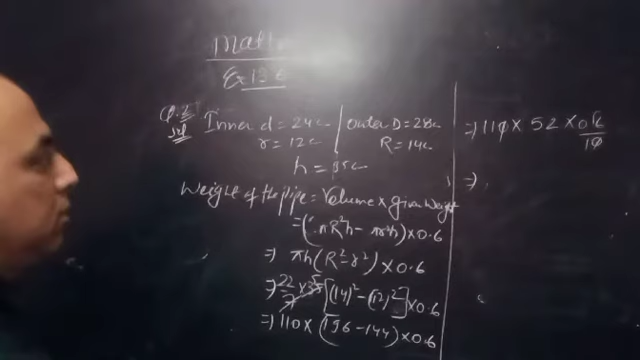 Ex 13.6
Q.2
Sol Inner d = 24cm
r = 12cm
outer D = 28cm
R = 14cm
h = 35cm
Weight of the pipe = Volume x given Weight
= (πR²h - πr²h) x 0.6
⇒ πh(R² - r²) x 0.6
⇒ 22/7 x 35 [(14)² - (12)²] x 0.6
⇒ 110 x (196 - 144) x 0.6
⇒ 110 x 52 x 06/10
⇒